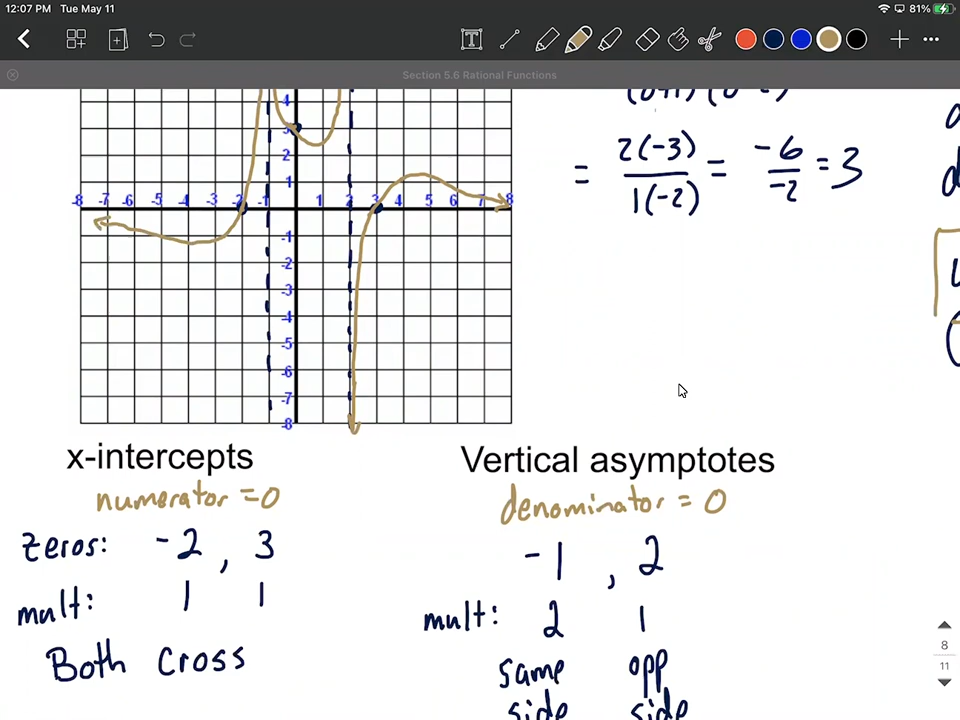 12:07 PM Tue May 11
81%
Section 5.6 Rational Functions
4
3
2
1
-8 -7 -6 -5 -4 -3 -2 -1 1 2 3 4 5 6 7 8
-1
-2
-3
-4
-5
-6
-7
-8
= 2(-3) / 1(-2) = -6 / -2 = 3
x-intercepts
numerator = 0
zeros: -2 , 3
mult: 1 1
Both cross
Vertical asymptotes
denominator = 0
-1 , 2
mult: 2 1
same opp
side side
8
11